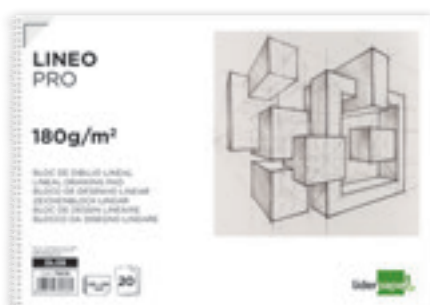 LINEO
PRO
180g/m²
BLOC DE DIBUJO LINEAL
LINEAL DRAWING PAD
BLOCO DE DESENHO LINEAR
ZEICHENBLOCK LINEAR
BLOC DE DESSIN LINEAIRE
BLOCCO DA DISEGNO LINEARE
20
liderpapel